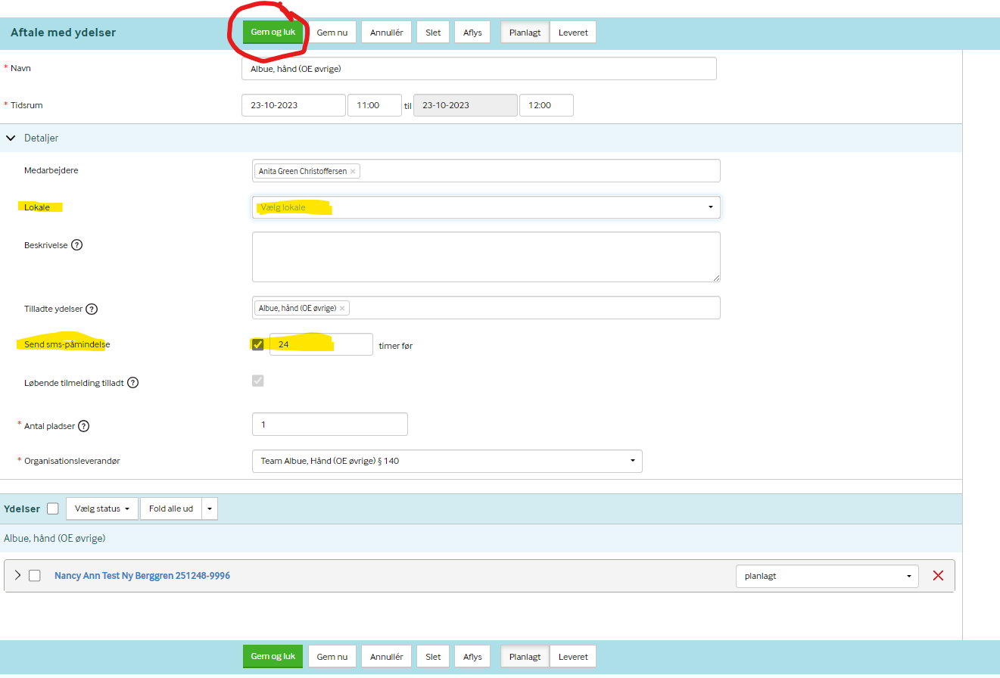 Aftale med ydelser Gem og luk Gem nu Annullér Slet Aflys Planlagt Leveret
* Navn Albue, hånd (OE øvrige)
* Tidsrum 23-10-2023 11:00 til 23-10-2023 12:00
Detaljer
Medarbejdere Anita Green Christoffersen ×
Lokale Vælg lokale
Beskrivelse ?
Tilladte ydelser ? Albue, hånd (OE øvrige) ×
Send sms-påmindelse 24 timer før
Løbende tilmelding tilladt ?
* Antal pladser ? 1
* Organisationsleverandør Team Albue, Hånd (OE øvrige) § 140
Ydelser Vælg status Fold alle ud
Albue, hånd (OE øvrige)
Nancy Ann Test Ny Berggren 251248-9996 planlagt
Gem og luk Gem nu Annullér Slet Aflys Planlagt Leveret